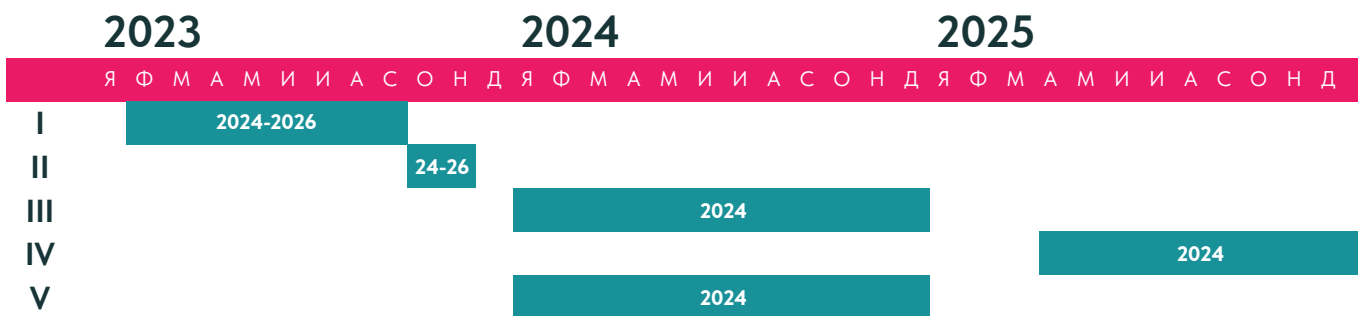 2023 2024 2025
Я Ф М А М И И А С О Н Д Я Ф М А М И И А С О Н Д Я Ф М А М И И А С О Н Д
I 2024-2026
II 24-26
III 2024
IV 2024
V 2024